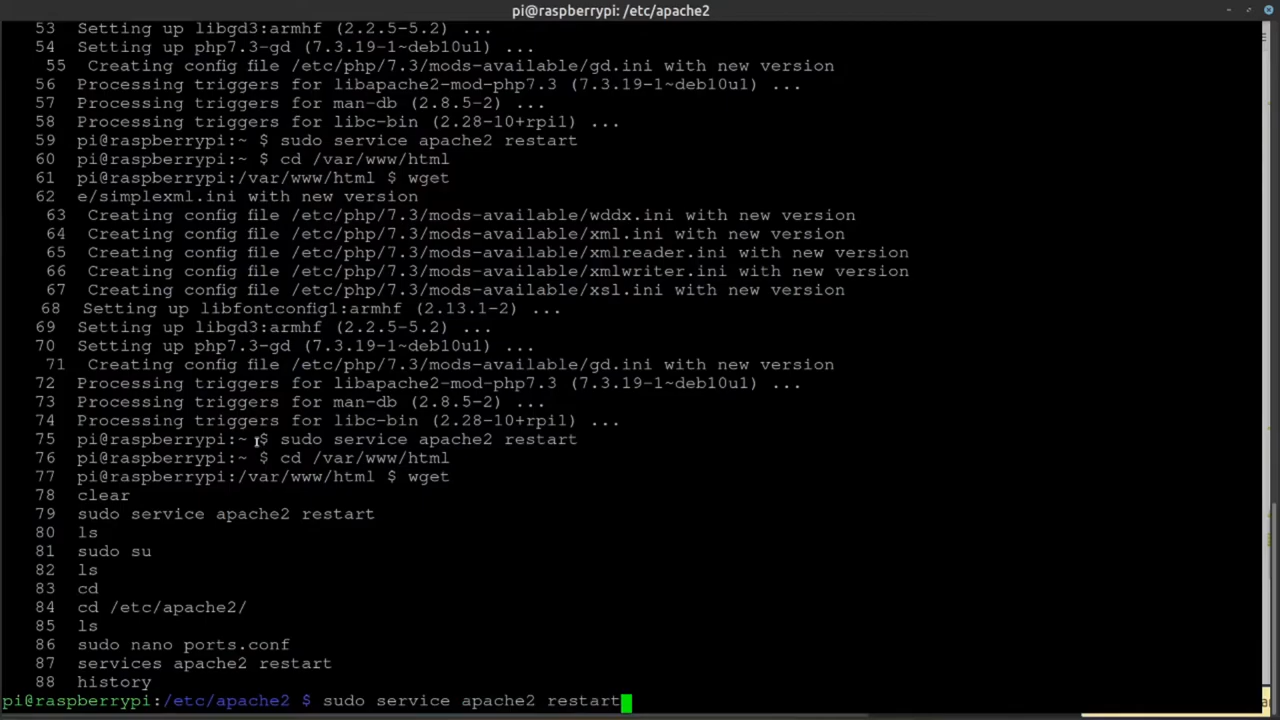 pi@raspberrypi: /etc/apache2
53 Setting up libgd3:armhf (2.2.5-5.2) ...
54 Setting up php7.3-gd (7.3.19-1~deb10u1) ...
55 Creating config file /etc/php/7.3/mods-available/gd.ini with new version
56 Processing triggers for libapache2-mod-php7.3 (7.3.19-1~deb10u1) ...
57 Processing triggers for man-db (2.8.5-2) ...
58 Processing triggers for libc-bin (2.28-10+rpi1) ...
59 pi@raspberrypi:~ $ sudo service apache2 restart
60 pi@raspberrypi:~ $ cd /var/www/html
61 pi@raspberrypi:/var/www/html $ wget
62 e/simplexml.ini with new version
63 Creating config file /etc/php/7.3/mods-available/wddx.ini with new version
64 Creating config file /etc/php/7.3/mods-available/xml.ini with new version
65 Creating config file /etc/php/7.3/mods-available/xmlreader.ini with new version
66 Creating config file /etc/php/7.3/mods-available/xmlwriter.ini with new version
67 Creating config file /etc/php/7.3/mods-available/xsl.ini with new version
68 Setting up libfontconfig1:armhf (2.13.1-2) ...
69 Setting up libgd3:armhf (2.2.5-5.2) ...
70 Setting up php7.3-gd (7.3.19-1~deb10u1) ...
71 Creating config file /etc/php/7.3/mods-available/gd.ini with new version
72 Processing triggers for libapache2-mod-php7.3 (7.3.19-1~deb10u1) ...
73 Processing triggers for man-db (2.8.5-2) ...
74 Processing triggers for libc-bin (2.28-10+rpi1) ...
75 pi@raspberrypi:~ $ sudo service apache2 restart
76 pi@raspberrypi:~ $ cd /var/www/html
77 pi@raspberrypi:/var/www/html $ wget
78 clear
79 sudo service apache2 restart
80 ls
81 sudo su
82 ls
83 cd
84 cd /etc/apache2/
85 ls
86 sudo nano ports.conf
87 services apache2 restart
88 history
pi@raspberrypi:/etc/apache2 $ sudo service apache2 restart